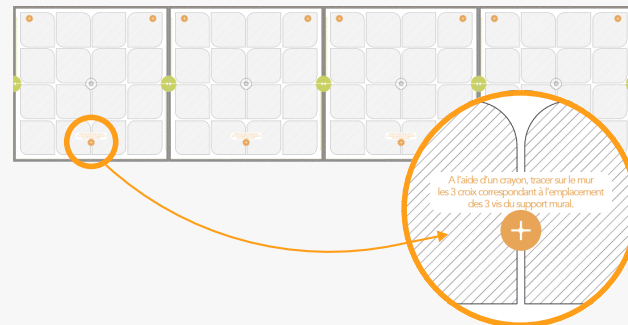 A l'aide d'un crayon, tracer sur le mur
les 3 croix correspondant à l'emplacement
des 3 vis du support mural.